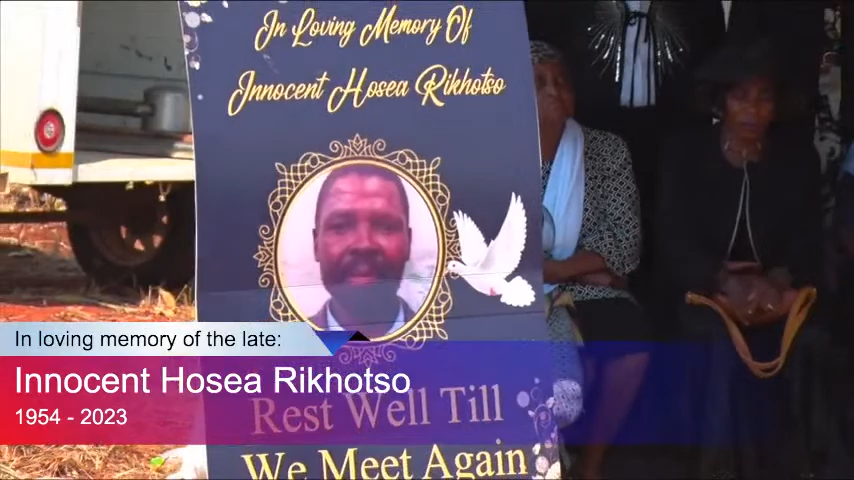 In Loving Memory Of
Innocent Hosea Rikhotso
In loving memory of the late:
Innocent Hosea Rikhotso
1954 - 2023
Rest Well Till
We Meet Again